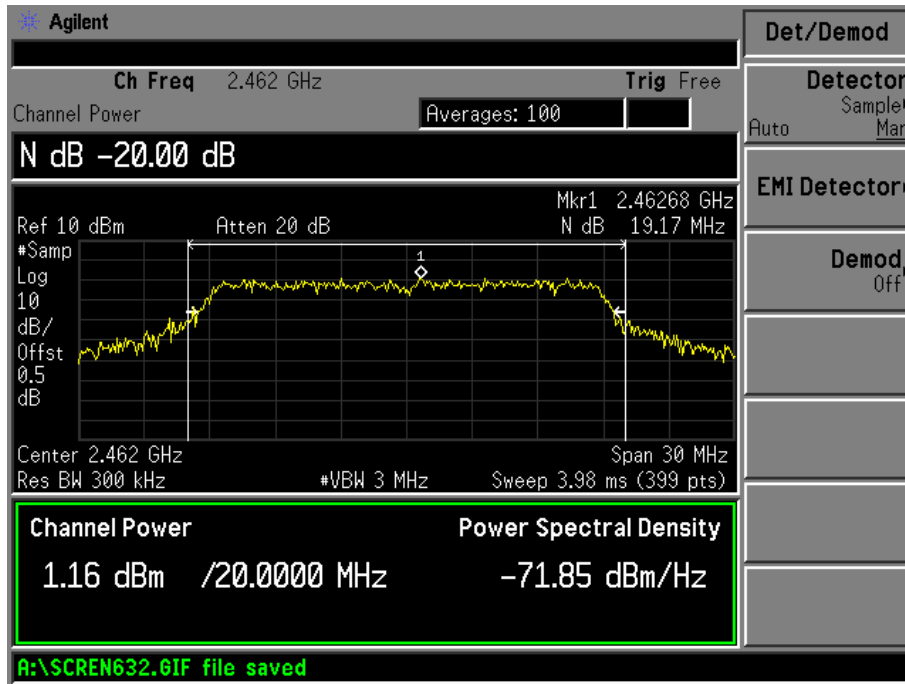 Agilent
Det/Demod
Ch Freq 2.462 GHz Trig Free
Channel Power Averages: 100
Detector
Sample
Auto Man
N dB -20.00 dB
EMI Detector
Mkr1 2.46268 GHz
Ref 10 dBm Atten 20 dB N dB 19.17 MHz
#Samp
Log
10
dB/
Offst
0.5
dB
1
Demod
Off
Center 2.462 GHz Span 30 MHz
Res BW 300 kHz #VBW 3 MHz Sweep 3.98 ms (399 pts)
Channel Power Power Spectral Density
1.16 dBm /20.0000 MHz -71.85 dBm/Hz
A:\SCREN632.GIF file saved